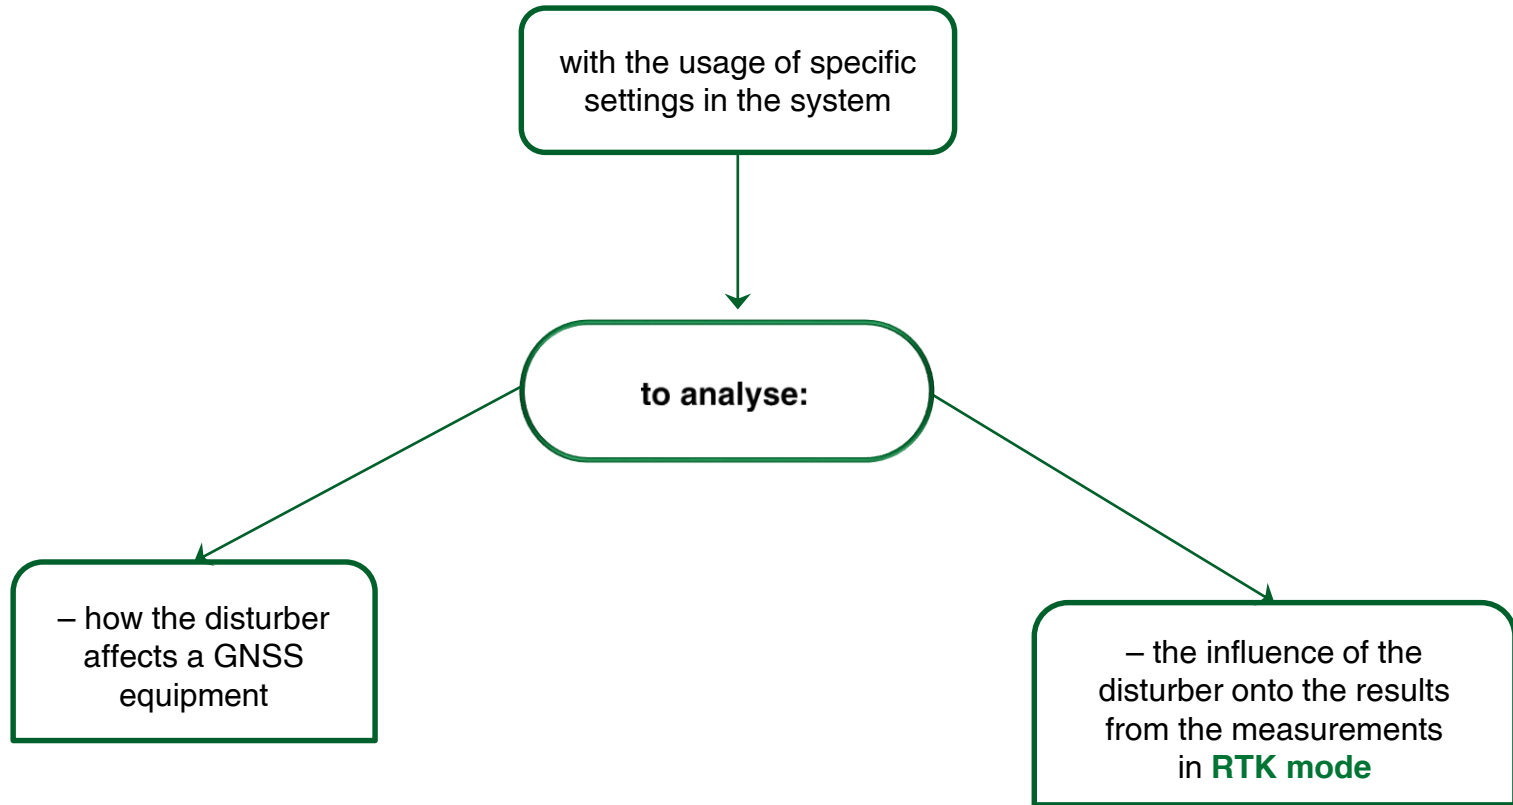 with the usage of specific
settings in the system
to analyse:
– how the disturber
affects a GNSS
equipment
– the influence of the
disturber onto the results
from the measurements
in RTK mode